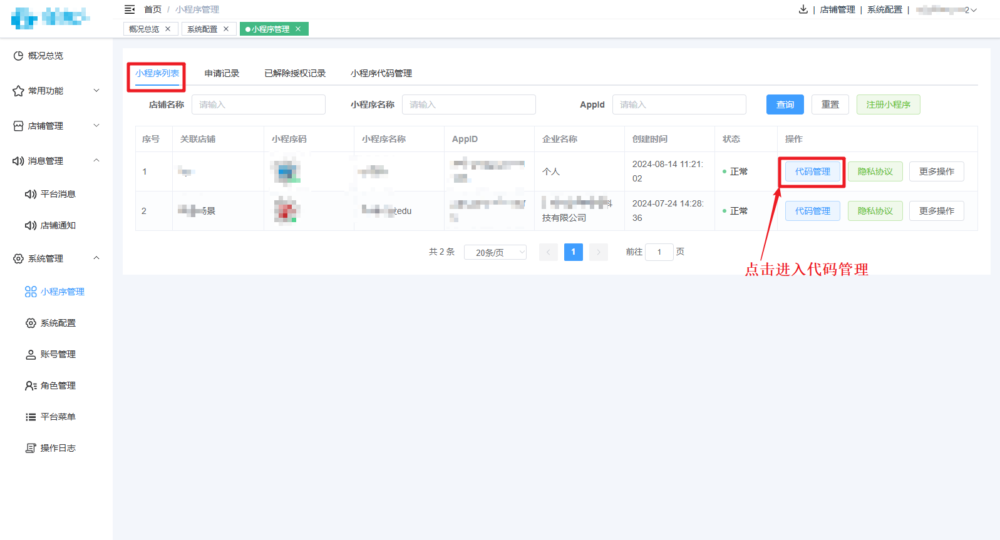 首页 / 小程序管理
| 店铺管理 | 系统配置 |
概况总览 × 系统配置 × 小程序管理 ×
概况总览
常用功能
店铺管理
消息管理
平台消息
店铺通知
系统管理
小程序管理
系统配置
账号管理
角色管理
平台菜单
操作日志
小程序列表 申请记录 已解除授权记录 小程序代码管理
店铺名称 请输入 小程序名称 请输入 AppId 请输入 查询 重置 注册小程序
序号 关联店铺 小程序码 小程序名称 AppID 企业名称 创建时间 状态 操作
1 个人 2024-08-14 11:21:02 正常 代码管理 隐私协议 更多操作
2 场景 edu 科技有限公司 2024-07-24 14:28:36 正常 代码管理 隐私协议 更多操作
共 2 条 20条/页 1 前往 1 页
点击进入代码管理